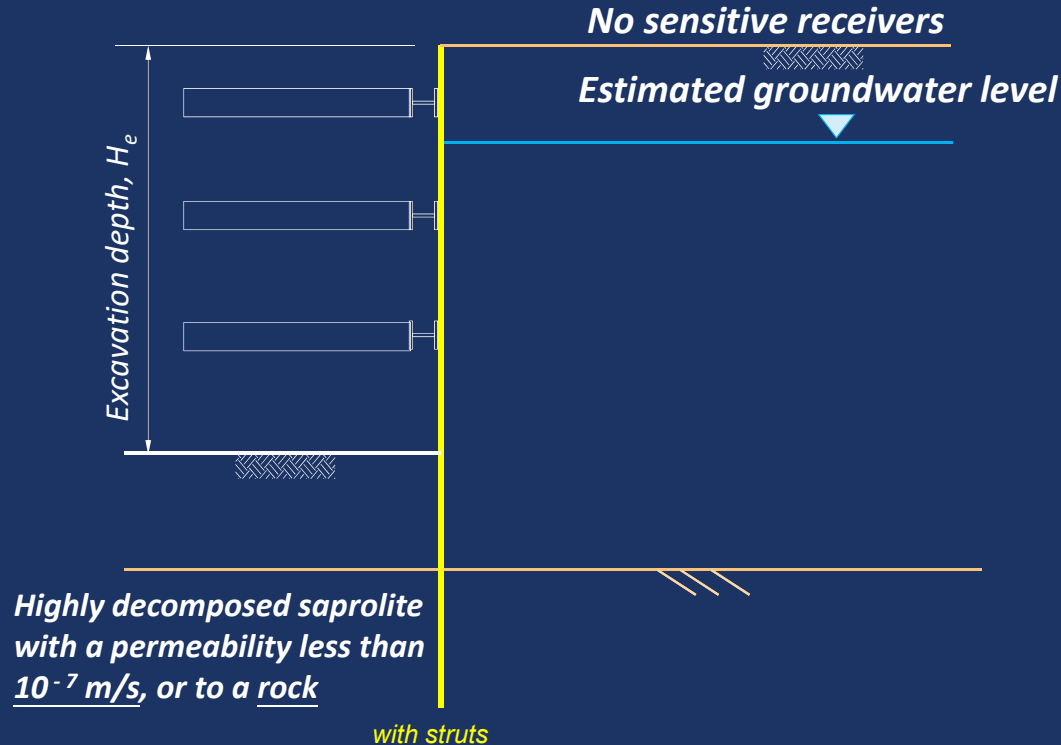 No sensitive receivers
Estimated groundwater level
Excavation depth, Hₑ
Highly decomposed saprolite
with a permeability less than
10⁻⁷ m/s, or to a rock
with struts